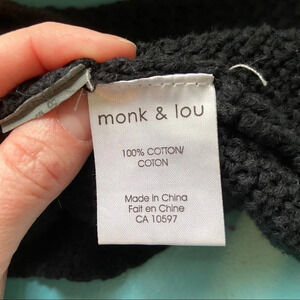 monk & lou
100% COTTON/
COTON
Made in China
Fait en Chine
CA 10597